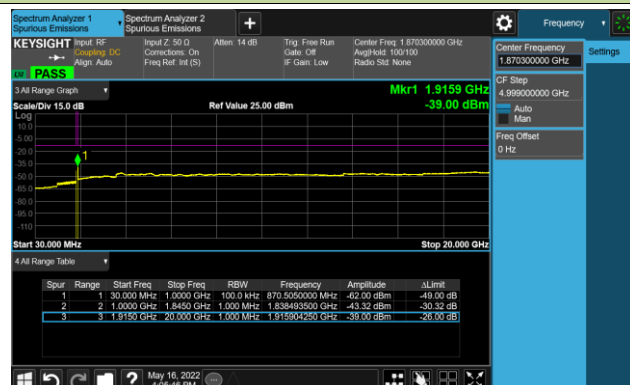 Spectrum Analyzer 1
Spurious Emissions
Spectrum Analyzer 2
Spurious Emissions
Frequency
KEYSIGHT
Input: RF
Coupling: DC
Align: Auto
Input Z: 50 Ω
Corrections: On
Freq Ref: Int (S)
Atten: 14 dB
Trig: Free Run
Gate: Off
IF Gain: Low
Center Freq: 1.870300000 GHz
Avg|Hold: 100/100
Radio Std: None
PASS
Center Frequency
1.870300000 GHz
Settings
CF Step
4.999000000 GHz
Auto
Man
Freq Offset
0 Hz
3 All Range Graph
Mkr1 1.9159 GHz
Scale/Div 15.0 dB
Ref Value 25.00 dBm
-39.00 dBm
Log
10.0
-5.00
-20.0
-35.0
-50.0
-65.0
-80.0
-95.0
-110
1
Start 30.000 MHz
Stop 20.000 GHz
4 All Range Table
Spur Range Start Freq Stop Freq RBW Frequency Amplitude ΔLimit
1 1 30.000 MHz 1.0000 GHz 100.0 kHz 870.5050000 MHz -62.00 dBm -49.00 dB
2 2 1.0000 GHz 1.8450 GHz 1.000 MHz 1.838493500 GHz -43.32 dBm -30.32 dB
3 3 1.9150 GHz 20.000 GHz 1.000 MHz 1.915904250 GHz -39.00 dBm -26.00 dB
May 16, 2022
4:05:46 PM